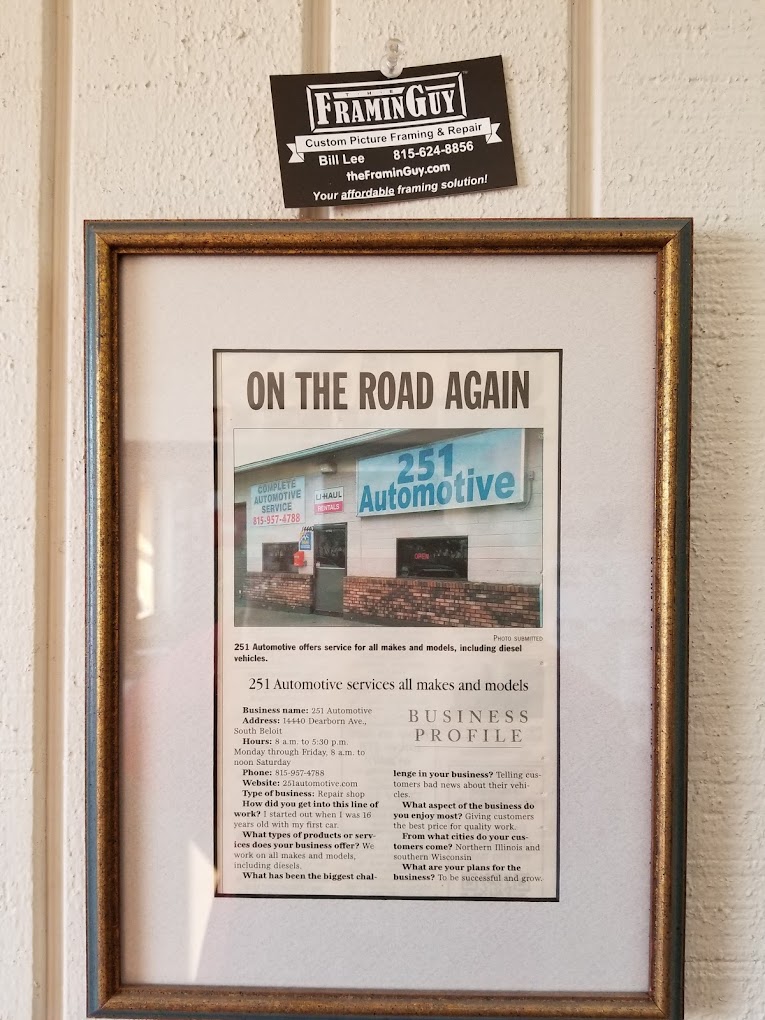 THE
FRAMINGUY
Custom Picture Framing & Repair
Bill Lee 815-624-8856
theFraminGuy.com
Your affordable framing solution!
ON THE ROAD AGAIN
COMPLETE
AUTOMOTIVE
SERVICE
815-957-4788
U-HAUL
RENTALS
251
Automotive
14440
OPEN
PHOTO SUBMITTED
251 Automotive offers service for all makes and models, including diesel
vehicles.
251 Automotive services all makes and models
Business name: 251 Automotive
Address: 14440 Dearborn Ave.,
South Beloit
Hours: 8 a.m. to 5:30 p.m.
Monday through Friday, 8 a.m. to
noon Saturday
Phone: 815-957-4788
Website: 251automotive.com
Type of business: Repair shop
How did you get into this line of
work? I started out when I was 16
years old with my first car.
What types of products or serv-
ices does your business offer? We
work on all makes and models,
including diesels.
What has been the biggest chal-
BUSINESS
PROFILE
lenge in your business? Telling cus-
tomers bad news about their vehi-
cles.
What aspect of the business do
you enjoy most? Giving customers
the best price for quality work.
From what cities do your cus-
tomers come? Northern Illinois and
southern Wisconsin
What are your plans for the
business? To be successful and grow.